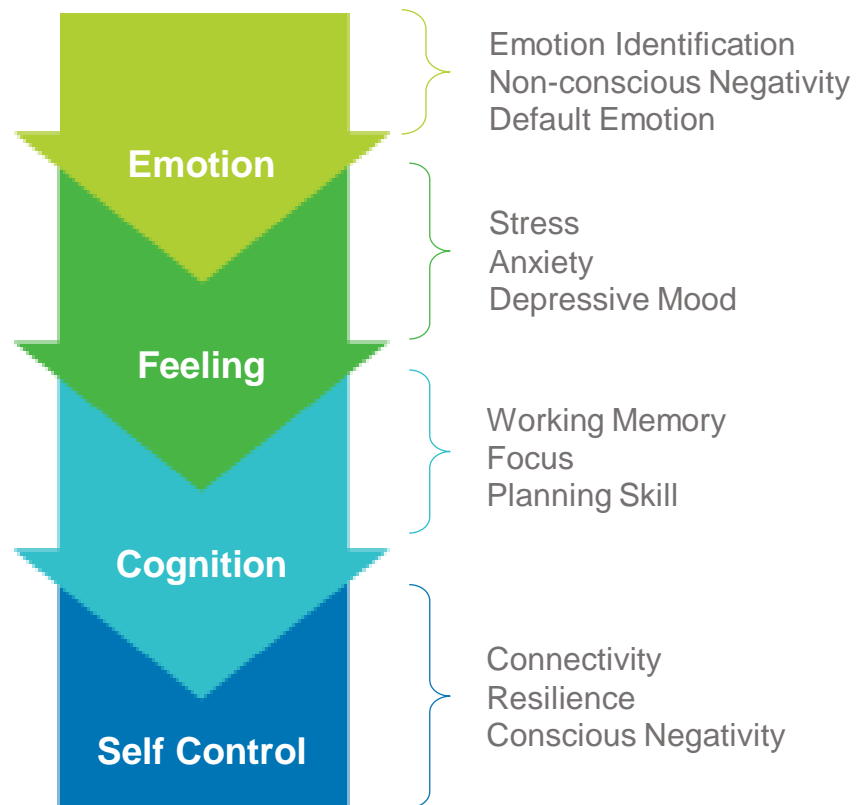 Emotion Identification
Non-conscious Negativity
Default Emotion
Emotion
Stress
Anxiety
Depressive Mood
Feeling
Working Memory
Focus
Planning Skill
Cognition
Connectivity
Resilience
Conscious Negativity
Self Control